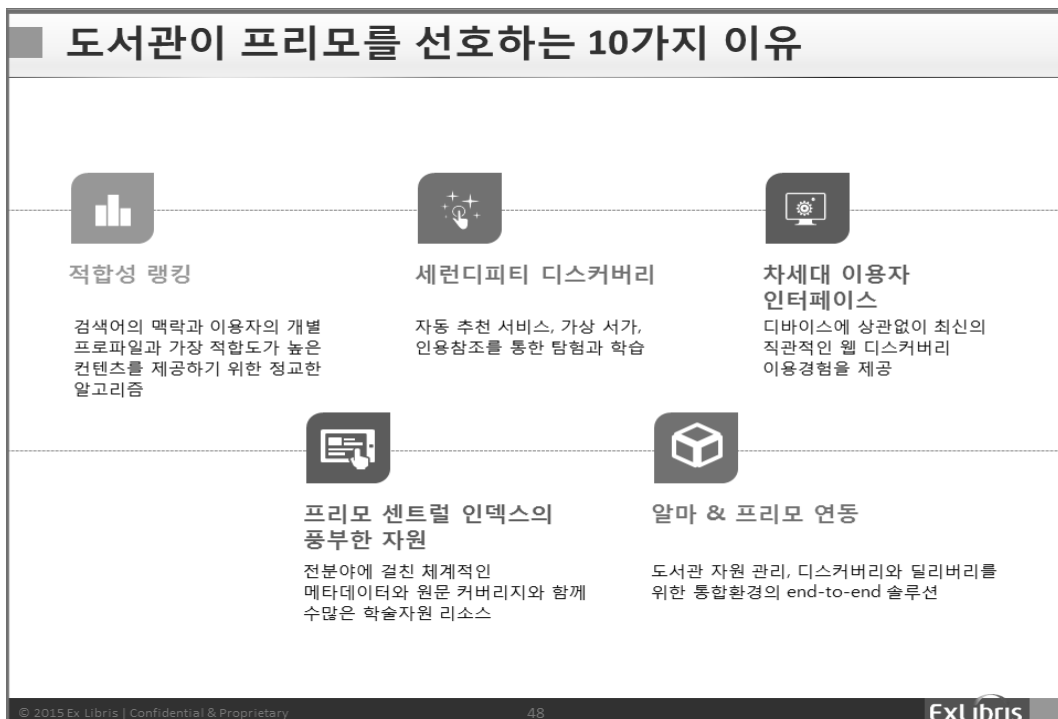 도서관이 프리모를 선호하는 10가지 이유
적합성 랭킹
검색어의 맥락과 이용자의 개별
프로파일과 가장 적합도가 높은
컨텐츠를 제공하기 위한 정교한
알고리즘
세런디피티 디스커버리
자동 추천 서비스, 가상 서가,
인용참조를 통한 탐험과 학습
차세대 이용자
인터페이스
디바이스에 상관없이 최신의
직관적인 웹 디스커버리
이용경험을 제공
프리모 센트럴 인덱스의
풍부한 자원
전분야에 걸친 체계적인
메타데이터와 원문 커버리지와 함께
수많은 학술자원 리소스
알마 & 프리모 연동
도서관 자원 관리, 디스커버리와 딜리버리를
위한 통합환경의 end-to-end 솔루션
© 2015 Ex Libris | Confidential & Proprietary
48
ExLibris